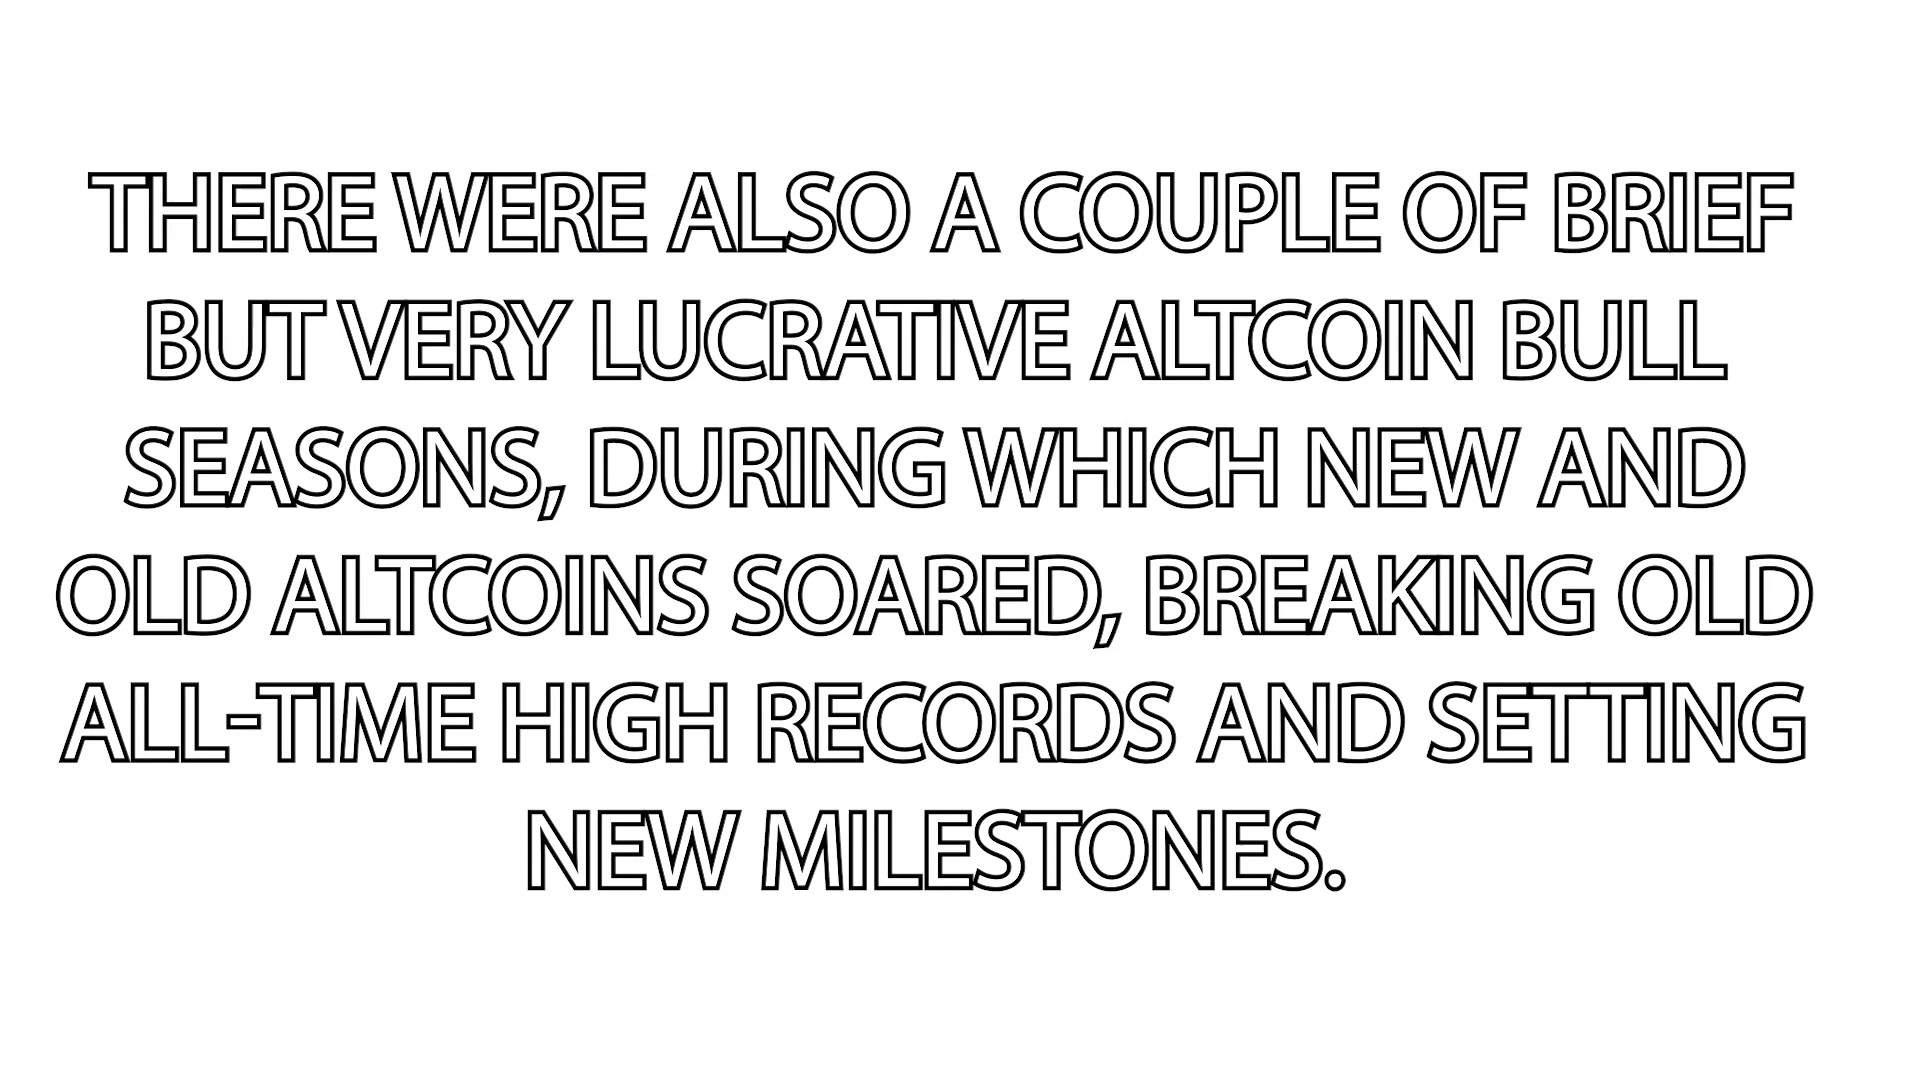 THERE WERE ALSO A COUPLE OF BRIEF
BUT VERY LUCRATIVE ALTCOIN BULL
SEASONS, DURING WHICH NEW AND
OLD ALTCOINS SOARED, BREAKING OLD
ALL-TIME HIGH RECORDS AND SETTING
NEW MILESTONES.